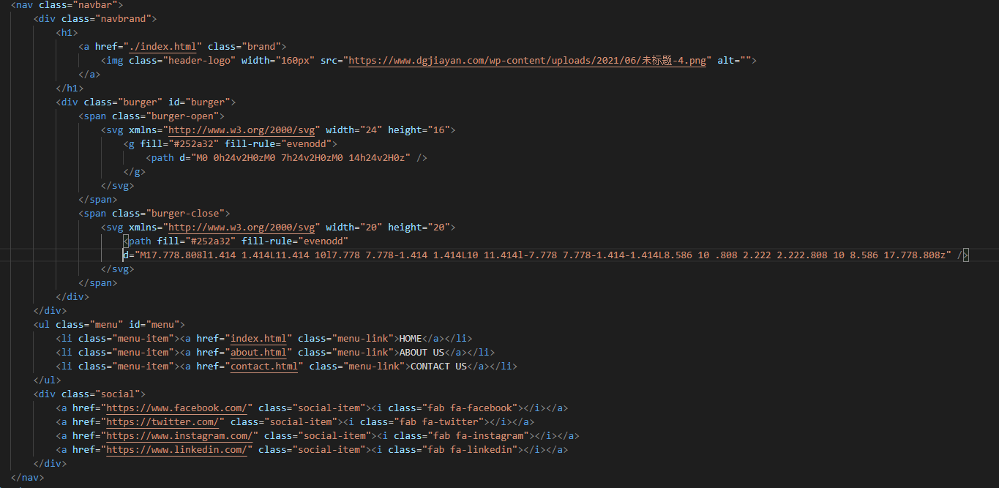 <nav class="navbar">
<div class="navbrand">
<h1>
<a href="./index.html" class="brand">
<img class="header-logo" width="160px" src="https://www.dgjiayan.com/wp-content/uploads/2021/06/未标题-4.png" alt="">
</a>
</h1>
<div class="burger" id="burger">
<span class="burger-open">
<svg xmlns="http://www.w3.org/2000/svg" width="24" height="16">
<g fill="#252a32" fill-rule="evenodd">
<path d="M0 0h24v2H0zM0 7h24v2H0zM0 14h24v2H0z" />
</g>
</svg>
</span>
<span class="burger-close">
<svg xmlns="http://www.w3.org/2000/svg" width="20" height="20">
<path fill="#252a32" fill-rule="evenodd"
d="M17.778.808l1.414 1.414L11.414 10l7.778 7.778-1.414 1.414L10 11.414l-7.778 7.778-1.414-1.414L8.586 10 .808 2.222 2.222.808 10 8.586 17.778.808z" />
</svg>
</span>
</div>
</div>
<ul class="menu" id="menu">
<li class="menu-item"><a href="index.html" class="menu-link">HOME</a></li>
<li class="menu-item"><a href="about.html" class="menu-link">ABOUT US</a></li>
<li class="menu-item"><a href="contact.html" class="menu-link">CONTACT US</a></li>
</ul>
<div class="social">
<a href="https://www.facebook.com/" class="social-item"><i class="fab fa-facebook"></i></a>
<a href="https://twitter.com/" class="social-item"><i class="fab fa-twitter"></i></a>
<a href="https://www.instagram.com/" class="social-item"><i class="fab fa-instagram"></i></a>
<a href="https://www.linkedin.com/" class="social-item"><i class="fab fa-linkedin"></i></a>
</div>
</nav>